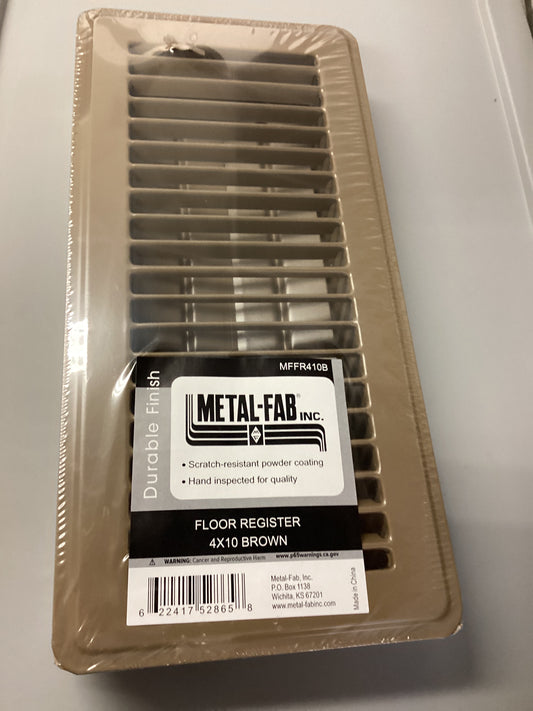 MFFR410B
Durable Finish
METAL-FAB® INC.
• Scratch-resistant powder coating
• Hand inspected for quality
FLOOR REGISTER
4X10 BROWN
⚠ WARNING: Cancer and Reproductive Harm www.p65warnings.ca.gov
6 22417 52865 8
Metal-Fab, Inc.
P.O. Box 1138
Wichita, KS 67201
www.metal-fabinc.com
Made in China